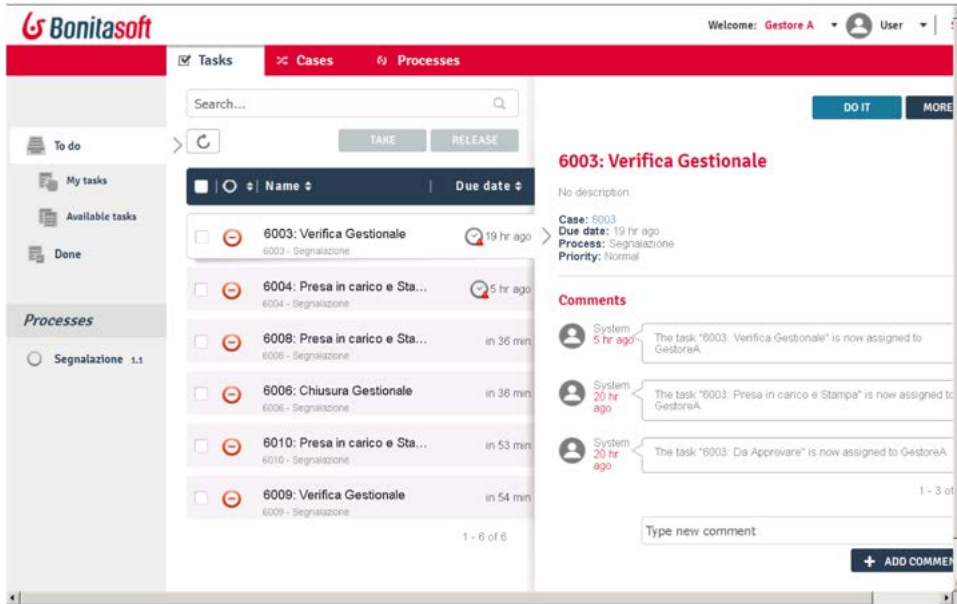 Bonitasoft
Welcome: Gestore A
User
Tasks
Cases
Processes
Search...
TAKE
RELEASE
DO IT
MORE
To do
My tasks
Available tasks
Done
Processes
Segnalazione 1.1
Name
Due date
6003: Verifica Gestionale
19 hr ago
6003 - Segnalazione
6004: Presa in carico e Sta...
5 hr ago
6004 - Segnalazione
6008: Presa in carico e Sta...
in 36 min
6008 - Segnalazione
6006: Chiusura Gestionale
in 36 min
6006 - Segnalazione
6010: Presa in carico e Sta...
in 53 min
6010 - Segnalazione
6009: Verifica Gestionale
in 54 min
6009 - Segnalazione
1 - 6 of 6
6003: Verifica Gestionale
No description.
Case: 6003
Due date: 19 hr ago
Process: Segnalazione
Priority: Normal
Comments
System
5 hr ago
The task "6003: Verifica Gestionale" is now assigned to
GestoreA
System
20 hr
ago
The task "6003: Presa in carico e Stampa" is now assigned to
GestoreA
System
20 hr
ago
The task "6003: Da Approvare" is now assigned to GestoreA
1 - 3 of
Type new comment
+ ADD COMMEN